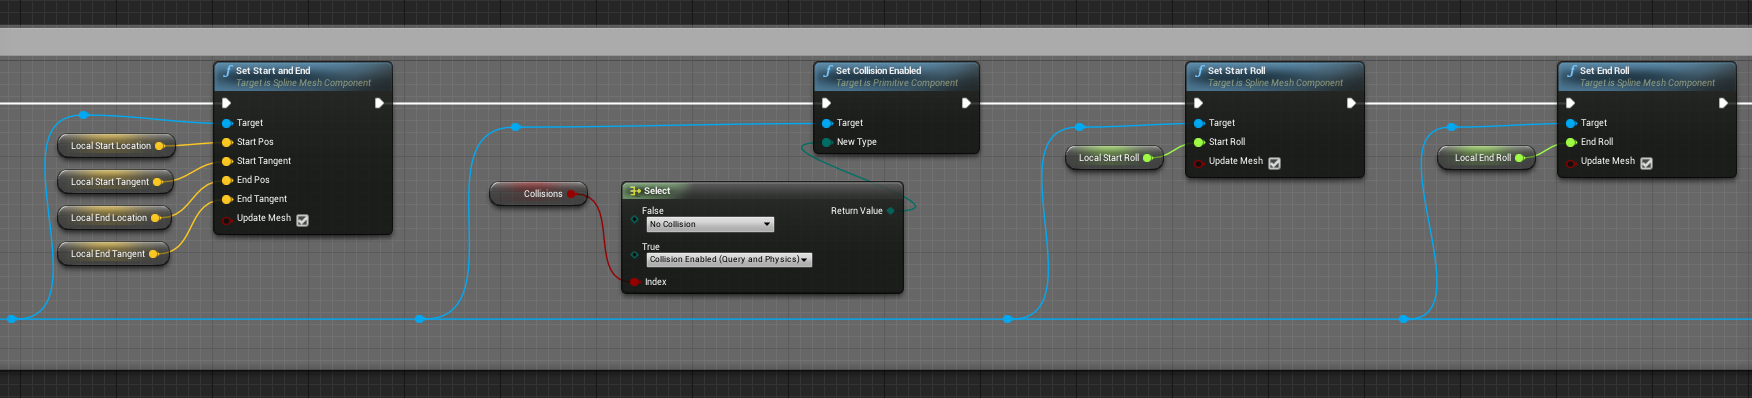 Set Start and End
Target is Spline Mesh Component
Target
Start Pos
Start Tangent
End Pos
End Tangent
Update Mesh
Local Start Location
Local Start Tangent
Local End Location
Local End Tangent
Collisions
Select
False
No Collision
True
Collision Enabled (Query and Physics)
Index
Return Value
Set Collision Enabled
Target is Primitive Component
Target
New Type
Local Start Roll
Set Start Roll
Target is Spline Mesh Component
Target
Start Roll
Update Mesh
Local End Roll
Set End Roll
Target is Spline Mesh Component
Target
End Roll
Update Mesh